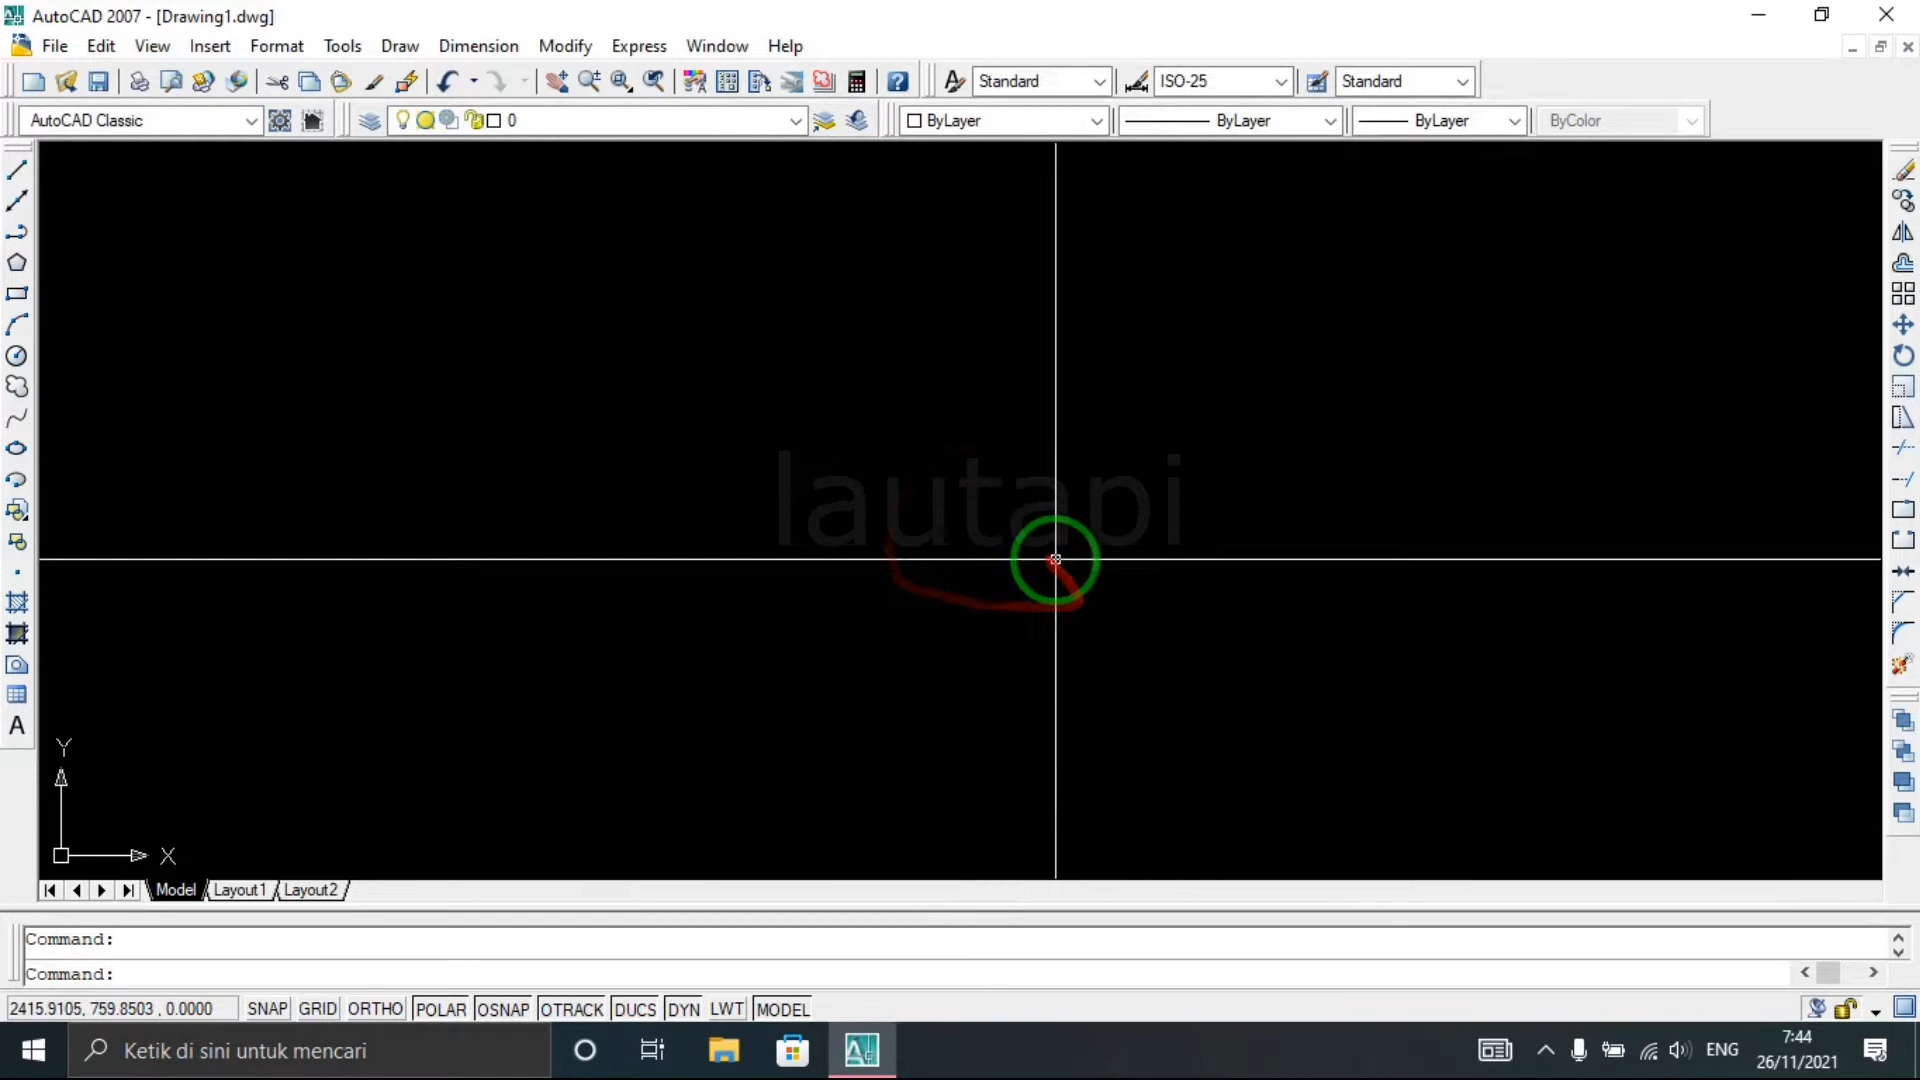 AutoCAD 2007 - [Drawing1.dwg]
File Edit View Insert Format Tools Draw Dimension Modify Express Window Help
Standard ISO-25 Standard
AutoCAD Classic 0 ByLayer ByLayer ByLayer ByColor
lautapi
Y
X
Model Layout1 Layout2
Command:
Command:
2415.9105, 759.8503 , 0.0000 SNAP GRID ORTHO POLAR OSNAP OTRACK DUCS DYN LWT MODEL
Ketik di sini untuk mencari ENG 7:44
26/11/2021